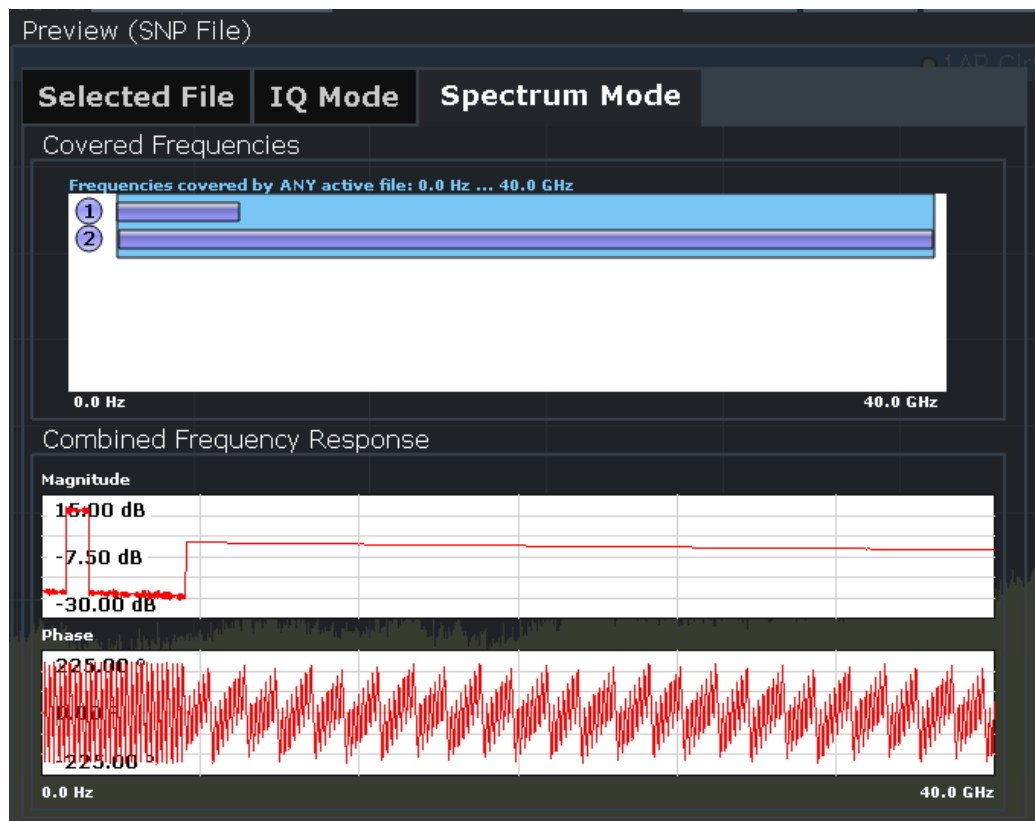 Preview (SNP File)
Selected File IQ Mode Spectrum Mode
Covered Frequencies
Frequencies covered by ANY active file: 0.0 Hz ... 40.0 GHz
1
2
0.0 Hz 40.0 GHz
Combined Frequency Response
Magnitude
15.00 dB
-7.50 dB
-30.00 dB
Phase
225.00 °
0.00 °
-225.00 °
0.0 Hz 40.0 GHz